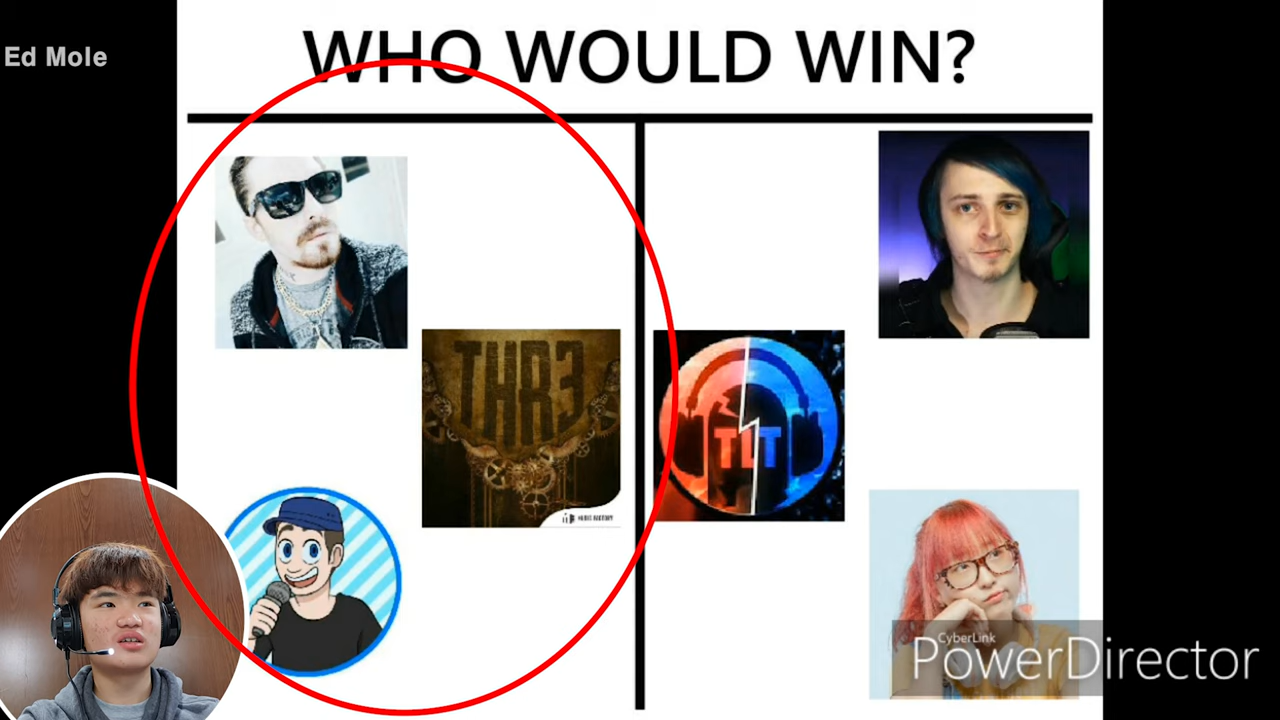 Ed Mole
WHO WOULD WIN?
THR3
TLT
CyberLink
PowerDirector